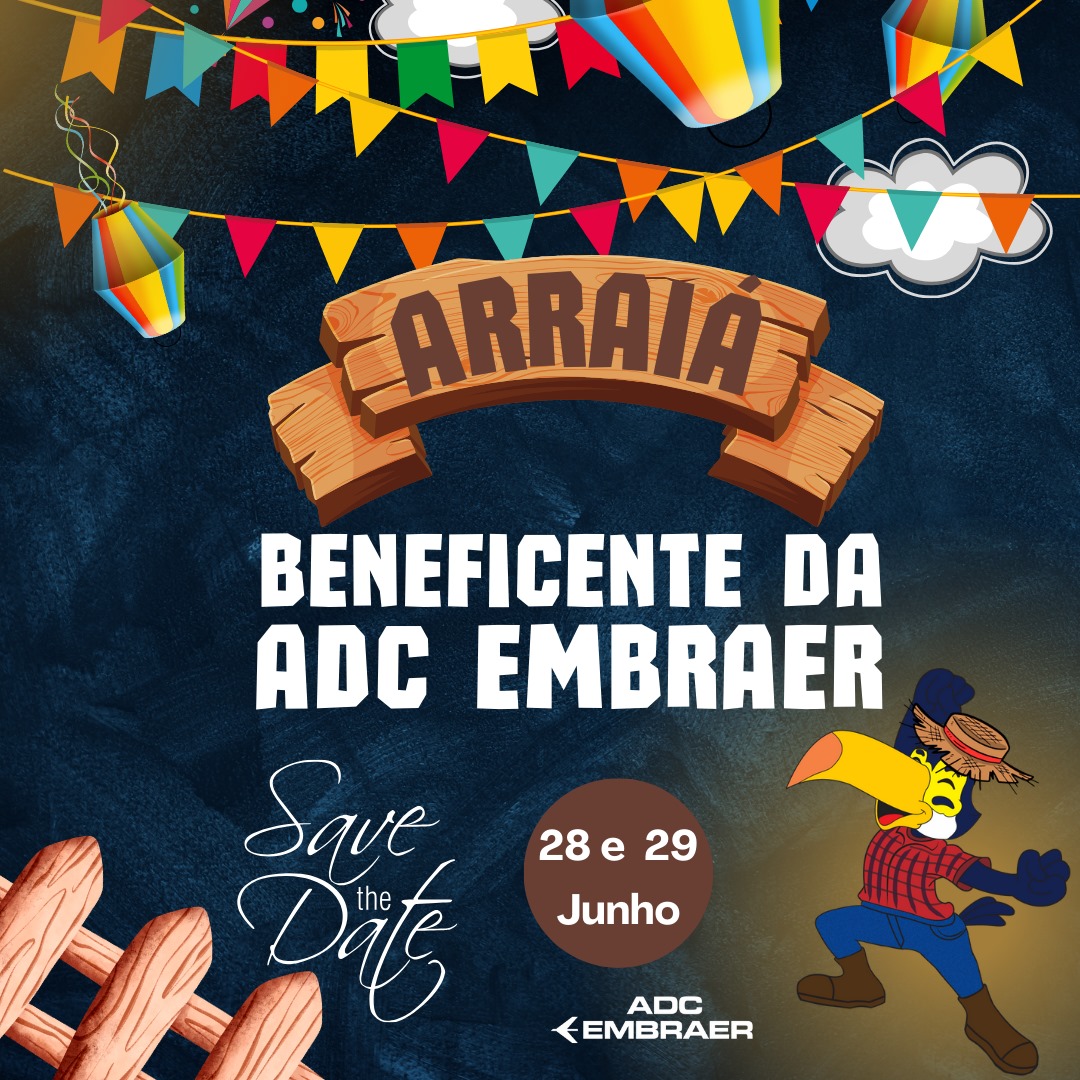 ARRAIÁ
BENEFICENTE DA
ADC EMBRAER
Save
the
Date
28 e 29
Junho
ADC
EMBRAER